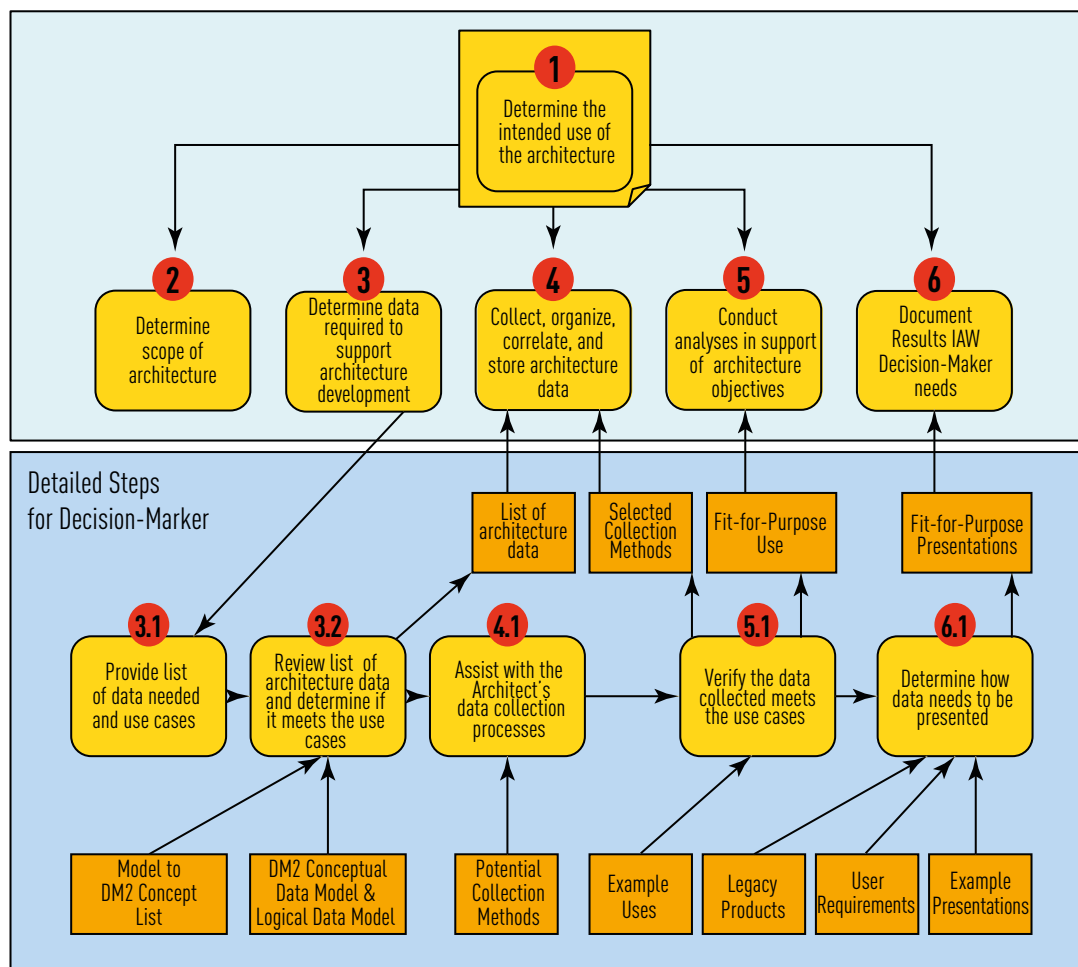 1
Determine the
intended use of
the architecture
2
Determine
scope of
architecture
3
Determine data
required to
support
architecture
development
4
Collect, organize,
correlate, and
store architecture
data
5
Conduct
analyses in support
of architecture
objectives
6
Document
Results IAW
Decision-Maker
needs
Detailed Steps
for Decision-Marker
List of
architecture
data
Selected
Collection
Methods
Fit-for-Purpose
Use
Fit-for-Purpose
Presentations
3.1
Provide list
of data needed
and use cases
3.2
Review list of
architecture data
and determine if
it meets the use
cases
4.1
Assist with the
Architect's
data collection
processes
5.1
Verify the data
collected meets
the use cases
6.1
Determine how
data needs to be
presented
Model to
DM2 Concept
List
DM2 Conceptual
Data Model &
Logical Data Model
Potential
Collection
Methods
Example
Uses
Legacy
Products
User
Requirements
Example
Presentations